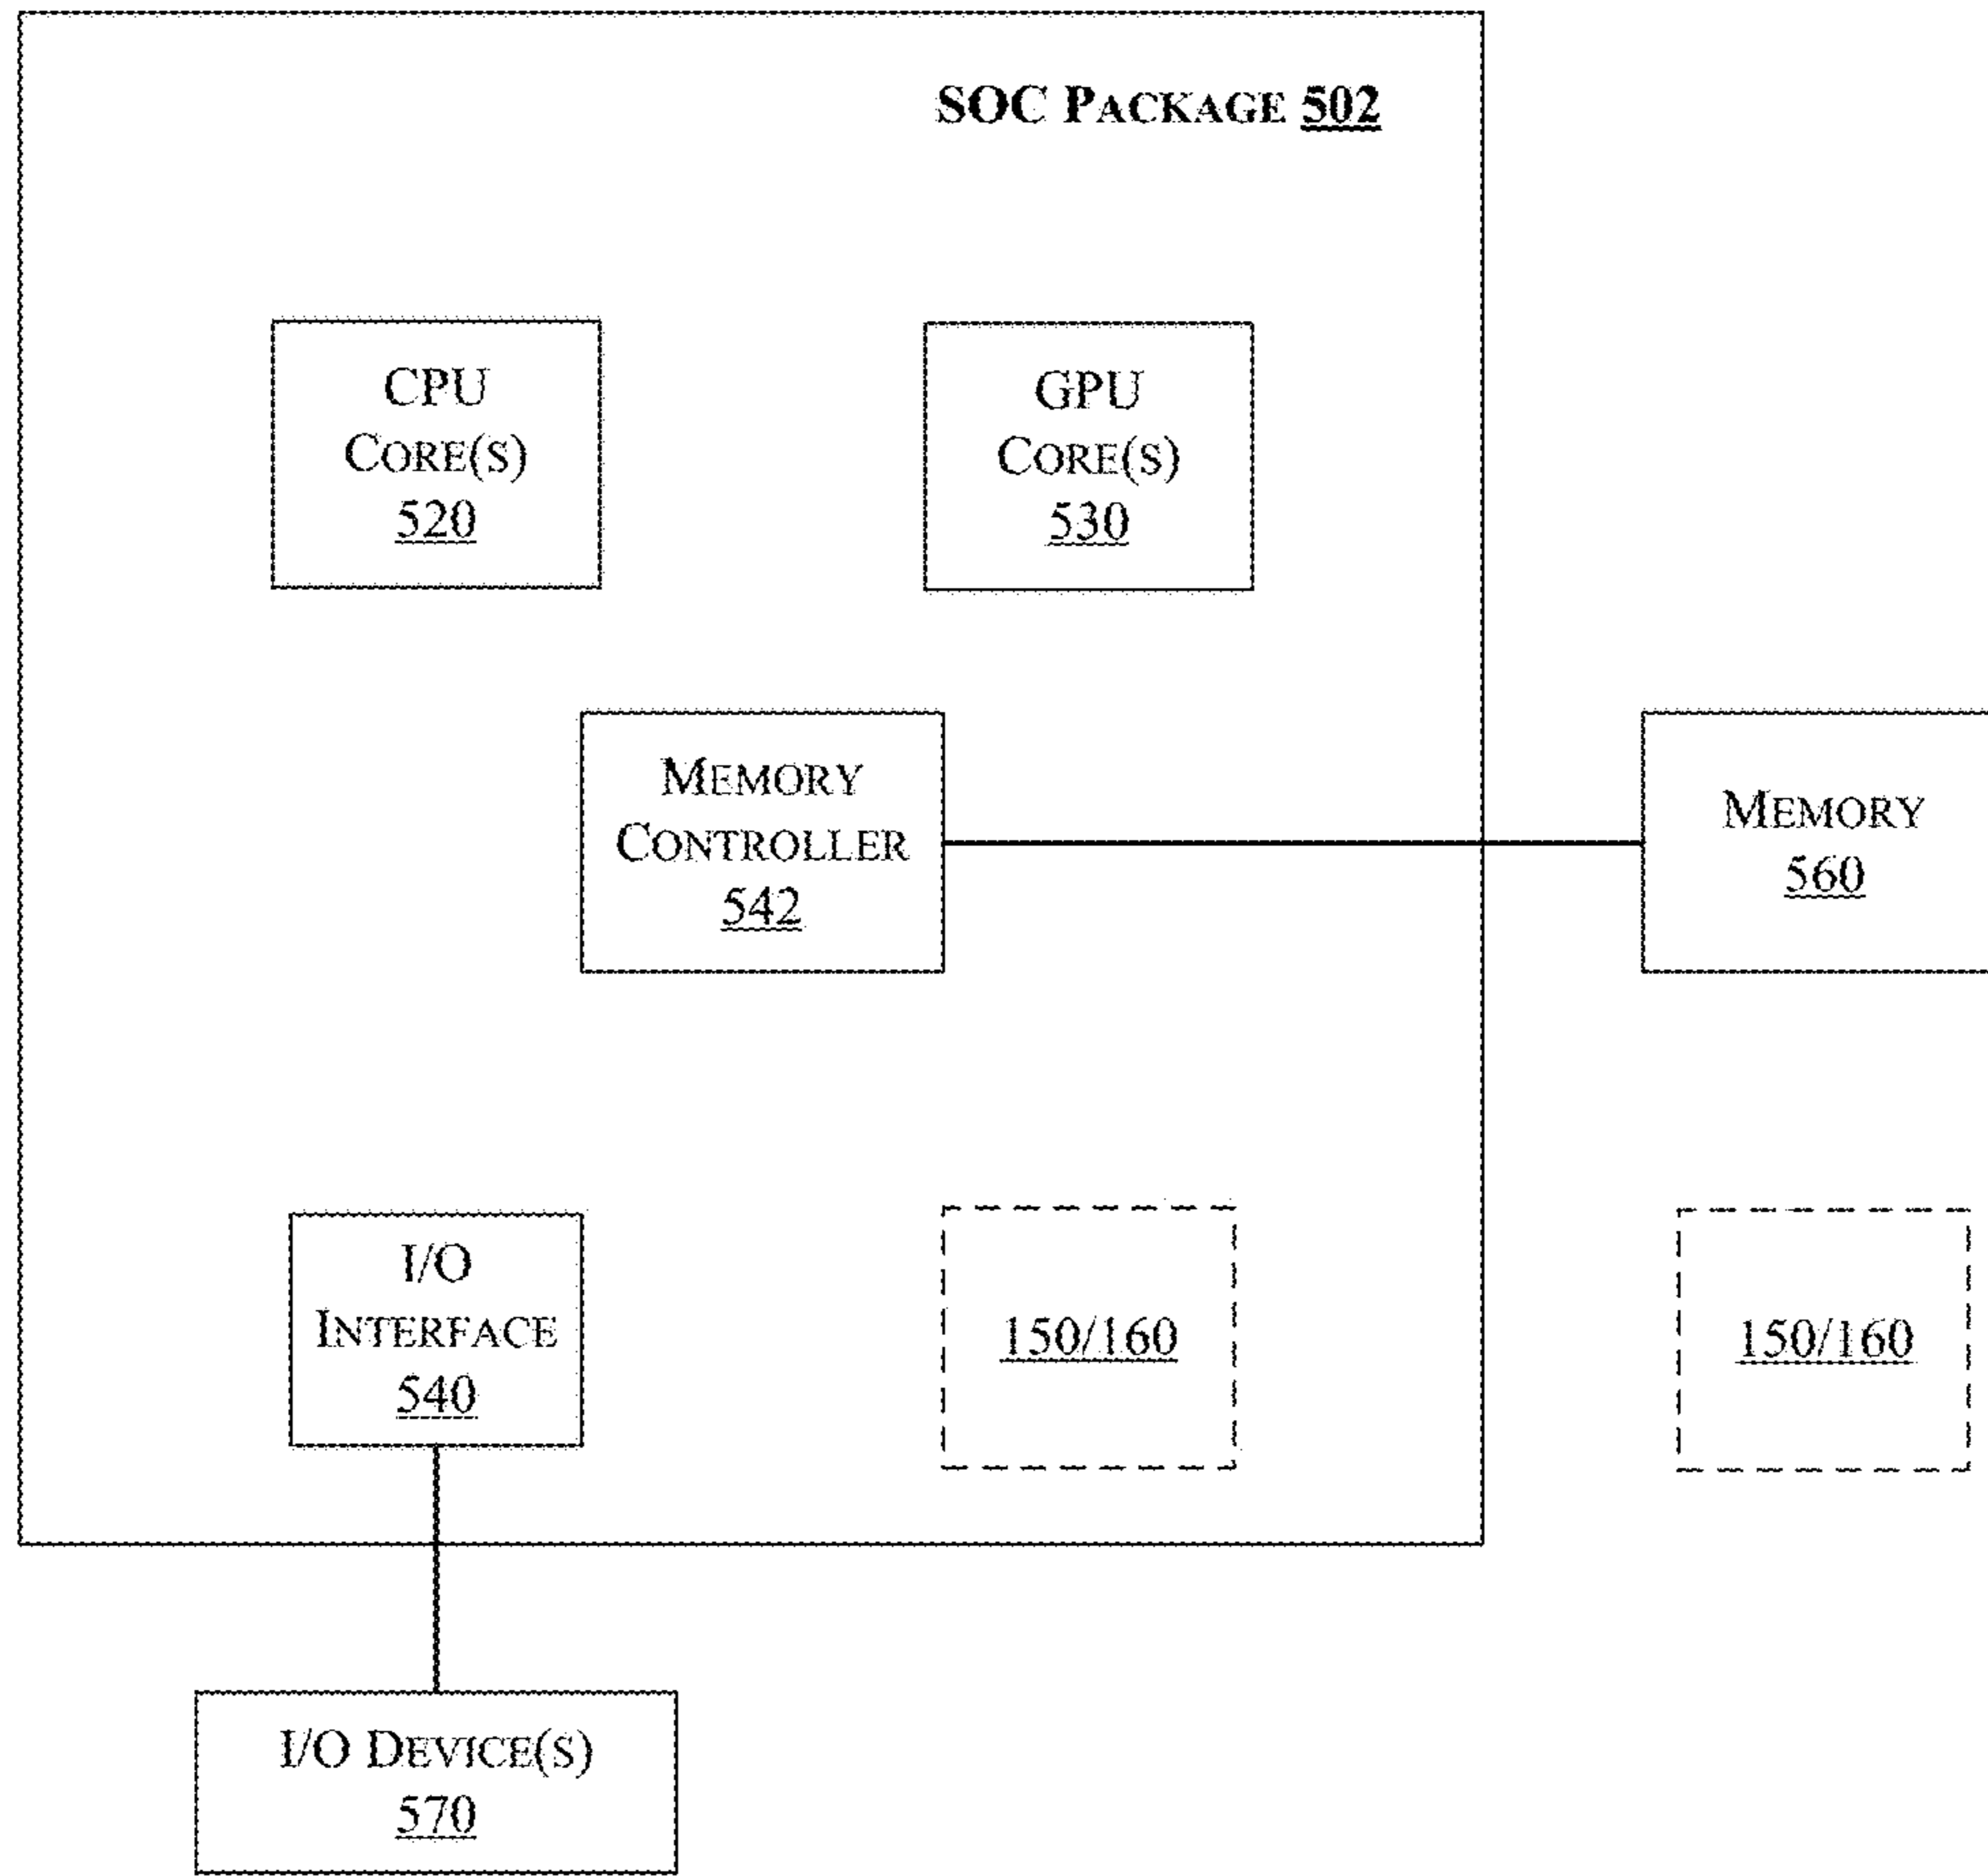 SOC PACKAGE 502
CPU
CORE(S)
520
GPU
CORE(S)
530
MEMORY
CONTROLLER
542
MEMORY
560
I/O
INTERFACE
540
150/160
150/160
I/O DEVICE(S)
570